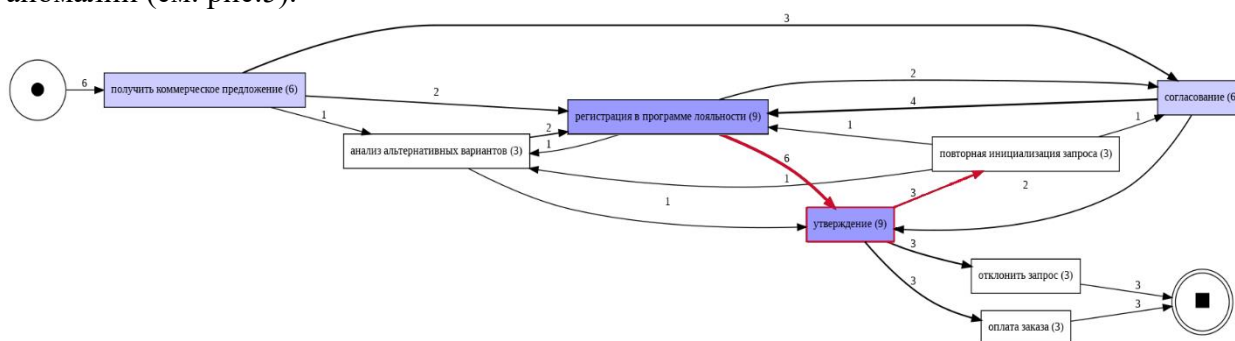 аномалий (см. рис.3).
3
6
получить коммерческое предложение (6)
2
2
согласование (6
4
1
регистрация в программе лояльности (9)
2
1
1
1
анализ альтернативных вариантов (3)
6
повторная инициализация запроса (3)
1
3
2
1
утверждение (9)
3
отклонить запрос (3)
3
3
3
оплата заказа (3)